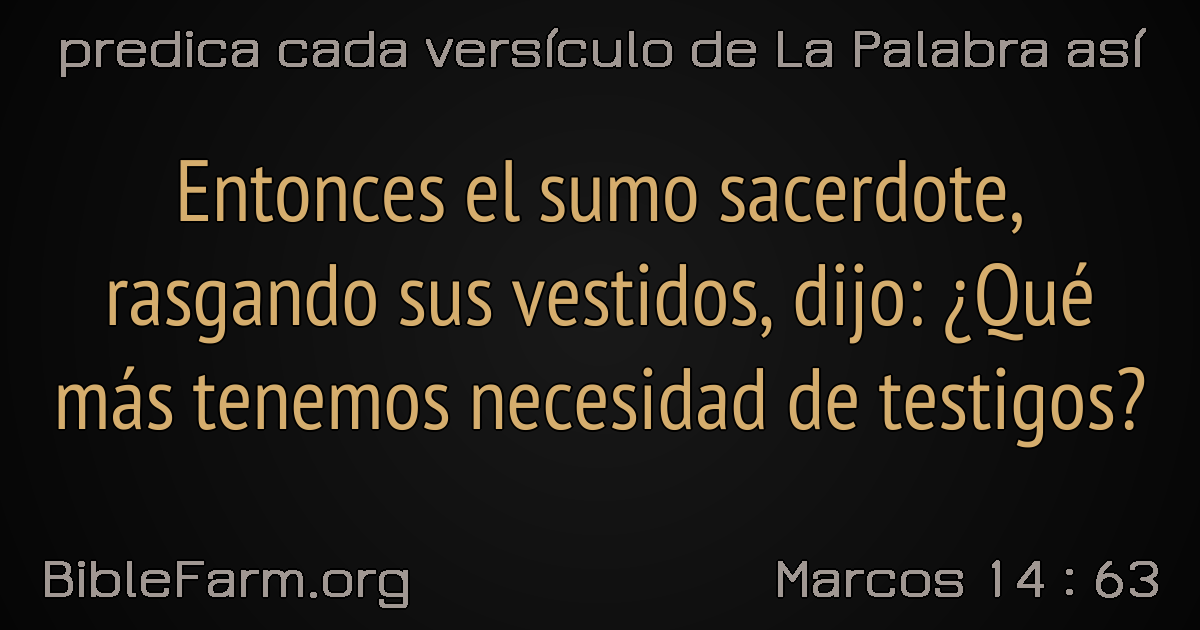 predica cada versículo de La Palabra así
Entonces el sumo sacerdote,
rasgando sus vestidos, dijo: ¿Qué
más tenemos necesidad de testigos?
BibleFarm.org
Marcos 14 : 63